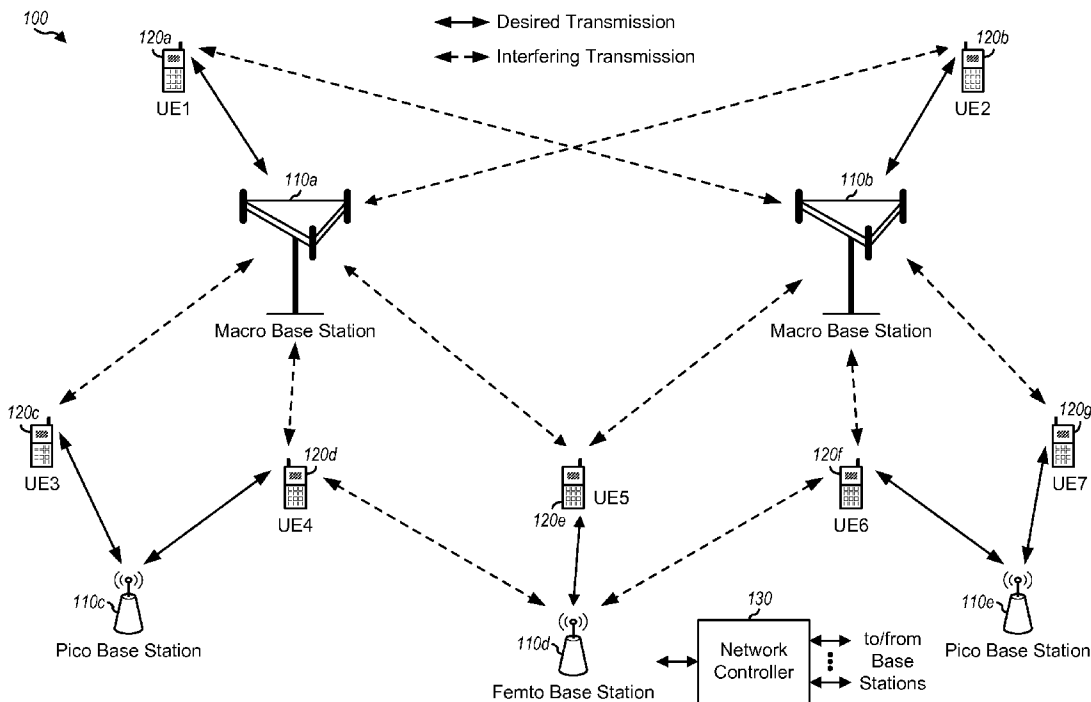 100
Desired Transmission
Interfering Transmission
120a
UE1
120b
UE2
110a
110b
Macro Base Station
Macro Base Station
120c
UE3
120d
UE4
UE5
120e
120f
UE6
120g
UE7
110c
Pico Base Station
110d
Femto Base Station
130
Network
Controller
to/from
Base
Stations
110e
Pico Base Station